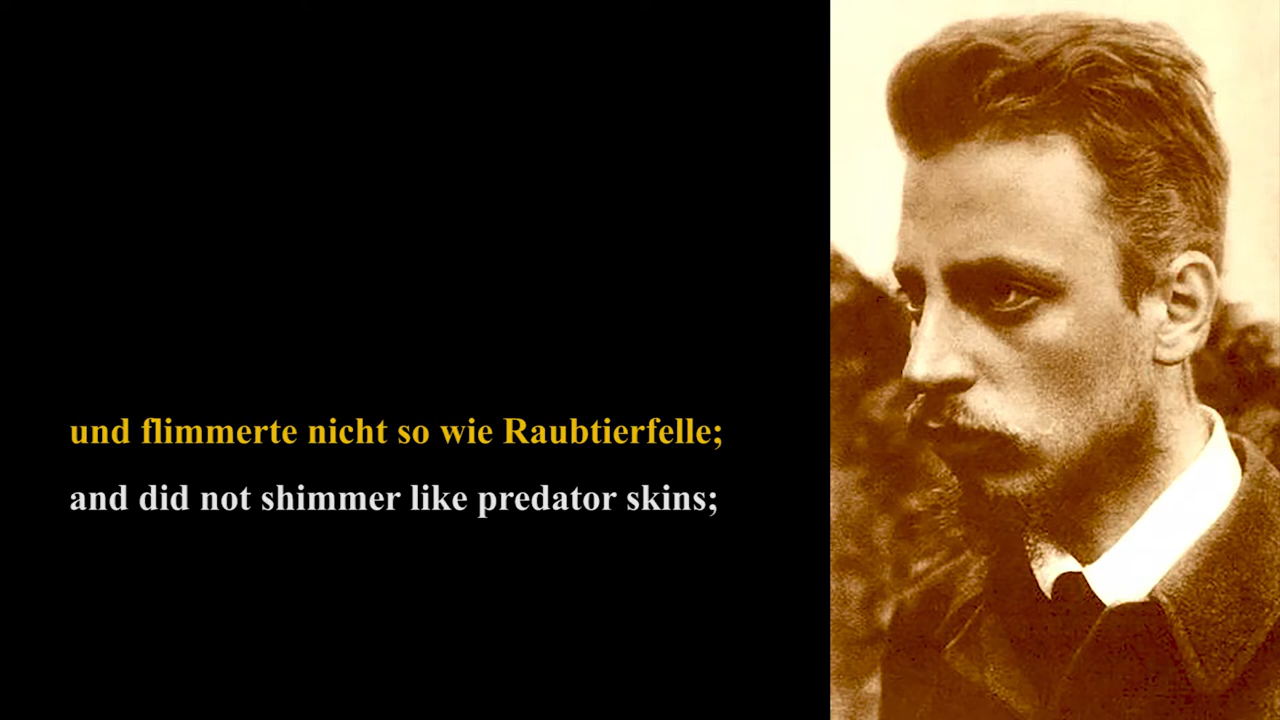 und flimmerte nicht so wie Raubtierfelle;
and did not shimmer like predator skins;